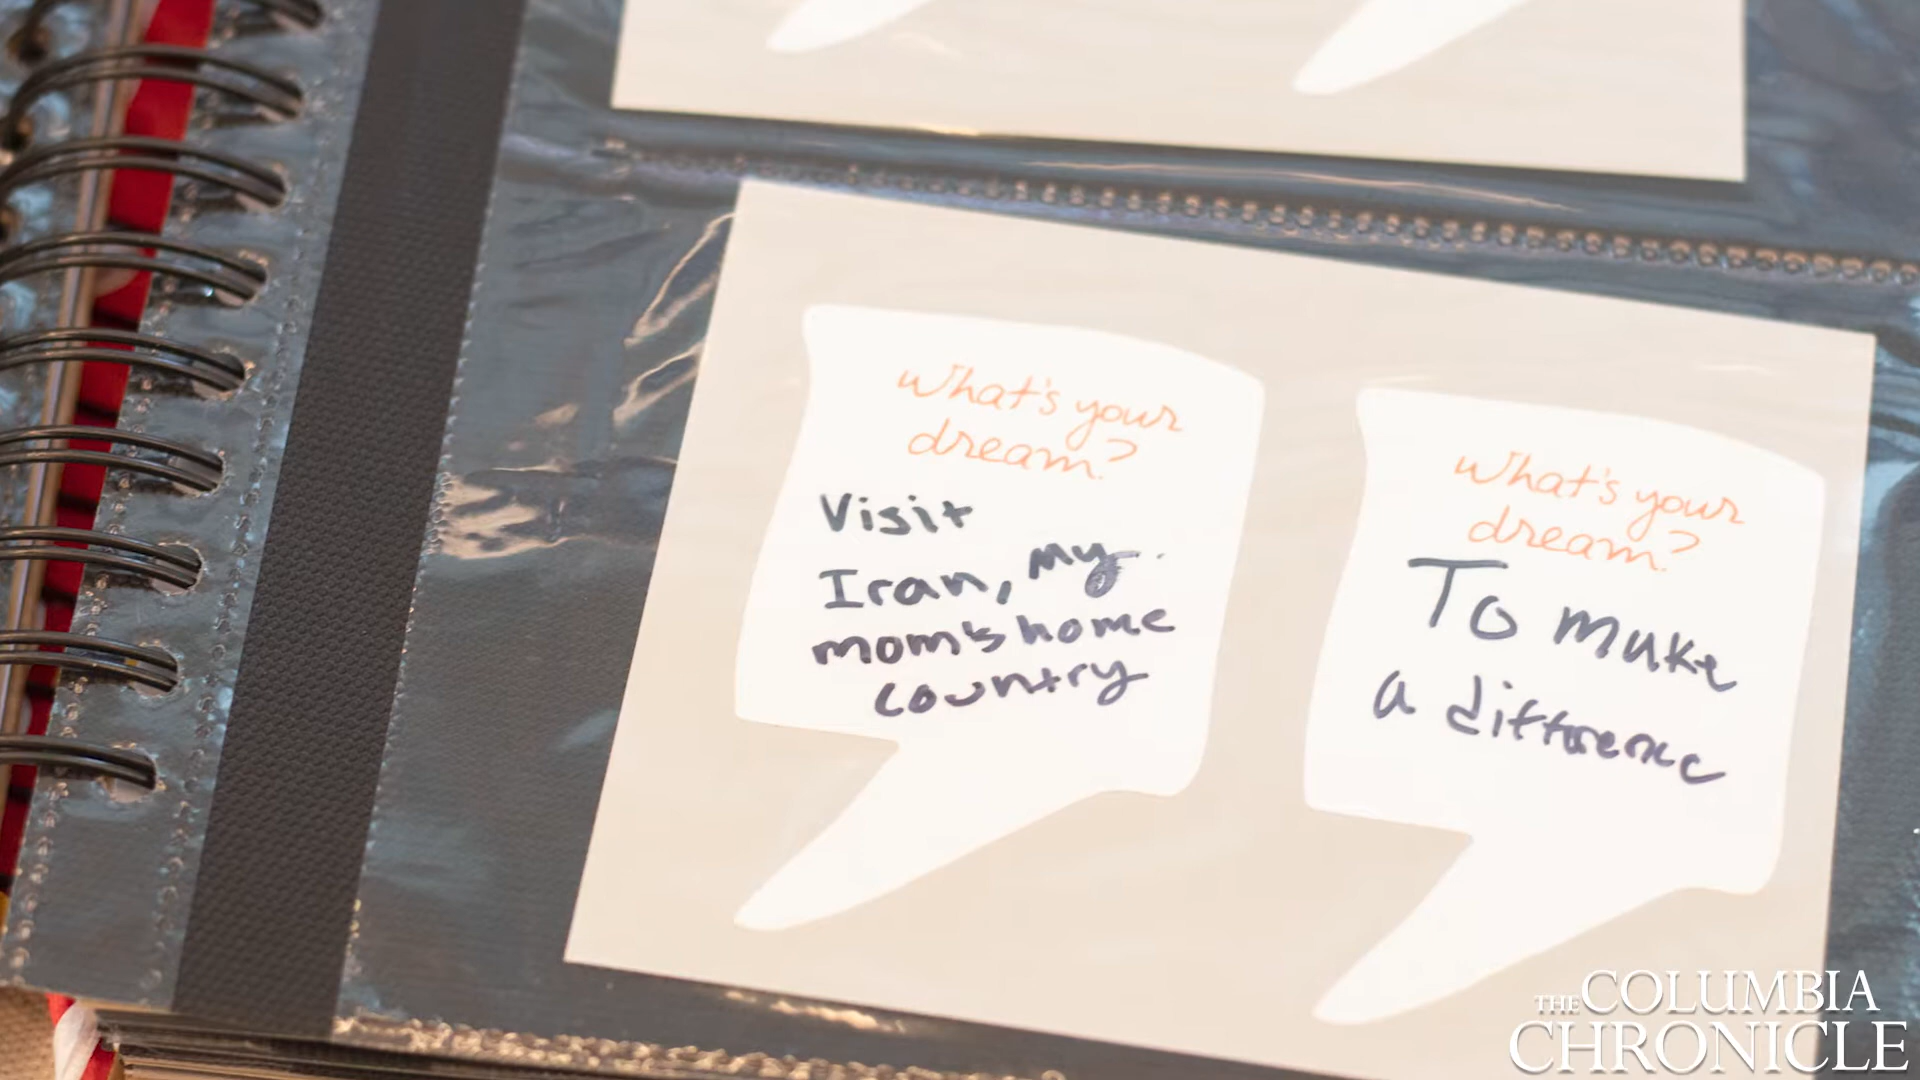 What's your
dream?
Visit
Iran, my
mom's home
country
What's your
dream?
To make
a difference
THE COLUMBIA
CHRONICLE